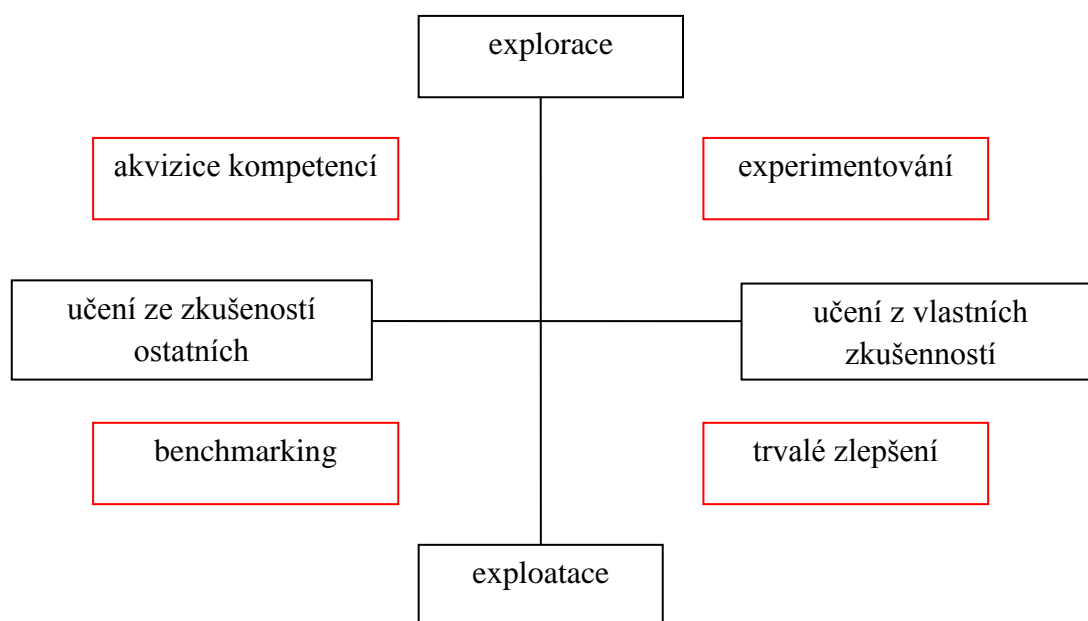 explorace
akvizice kompetencí
experimentování
učení ze zkušeností
ostatních
učení z vlastních
zkušenností
benchmarking
trvalé zlepšení
exploatace